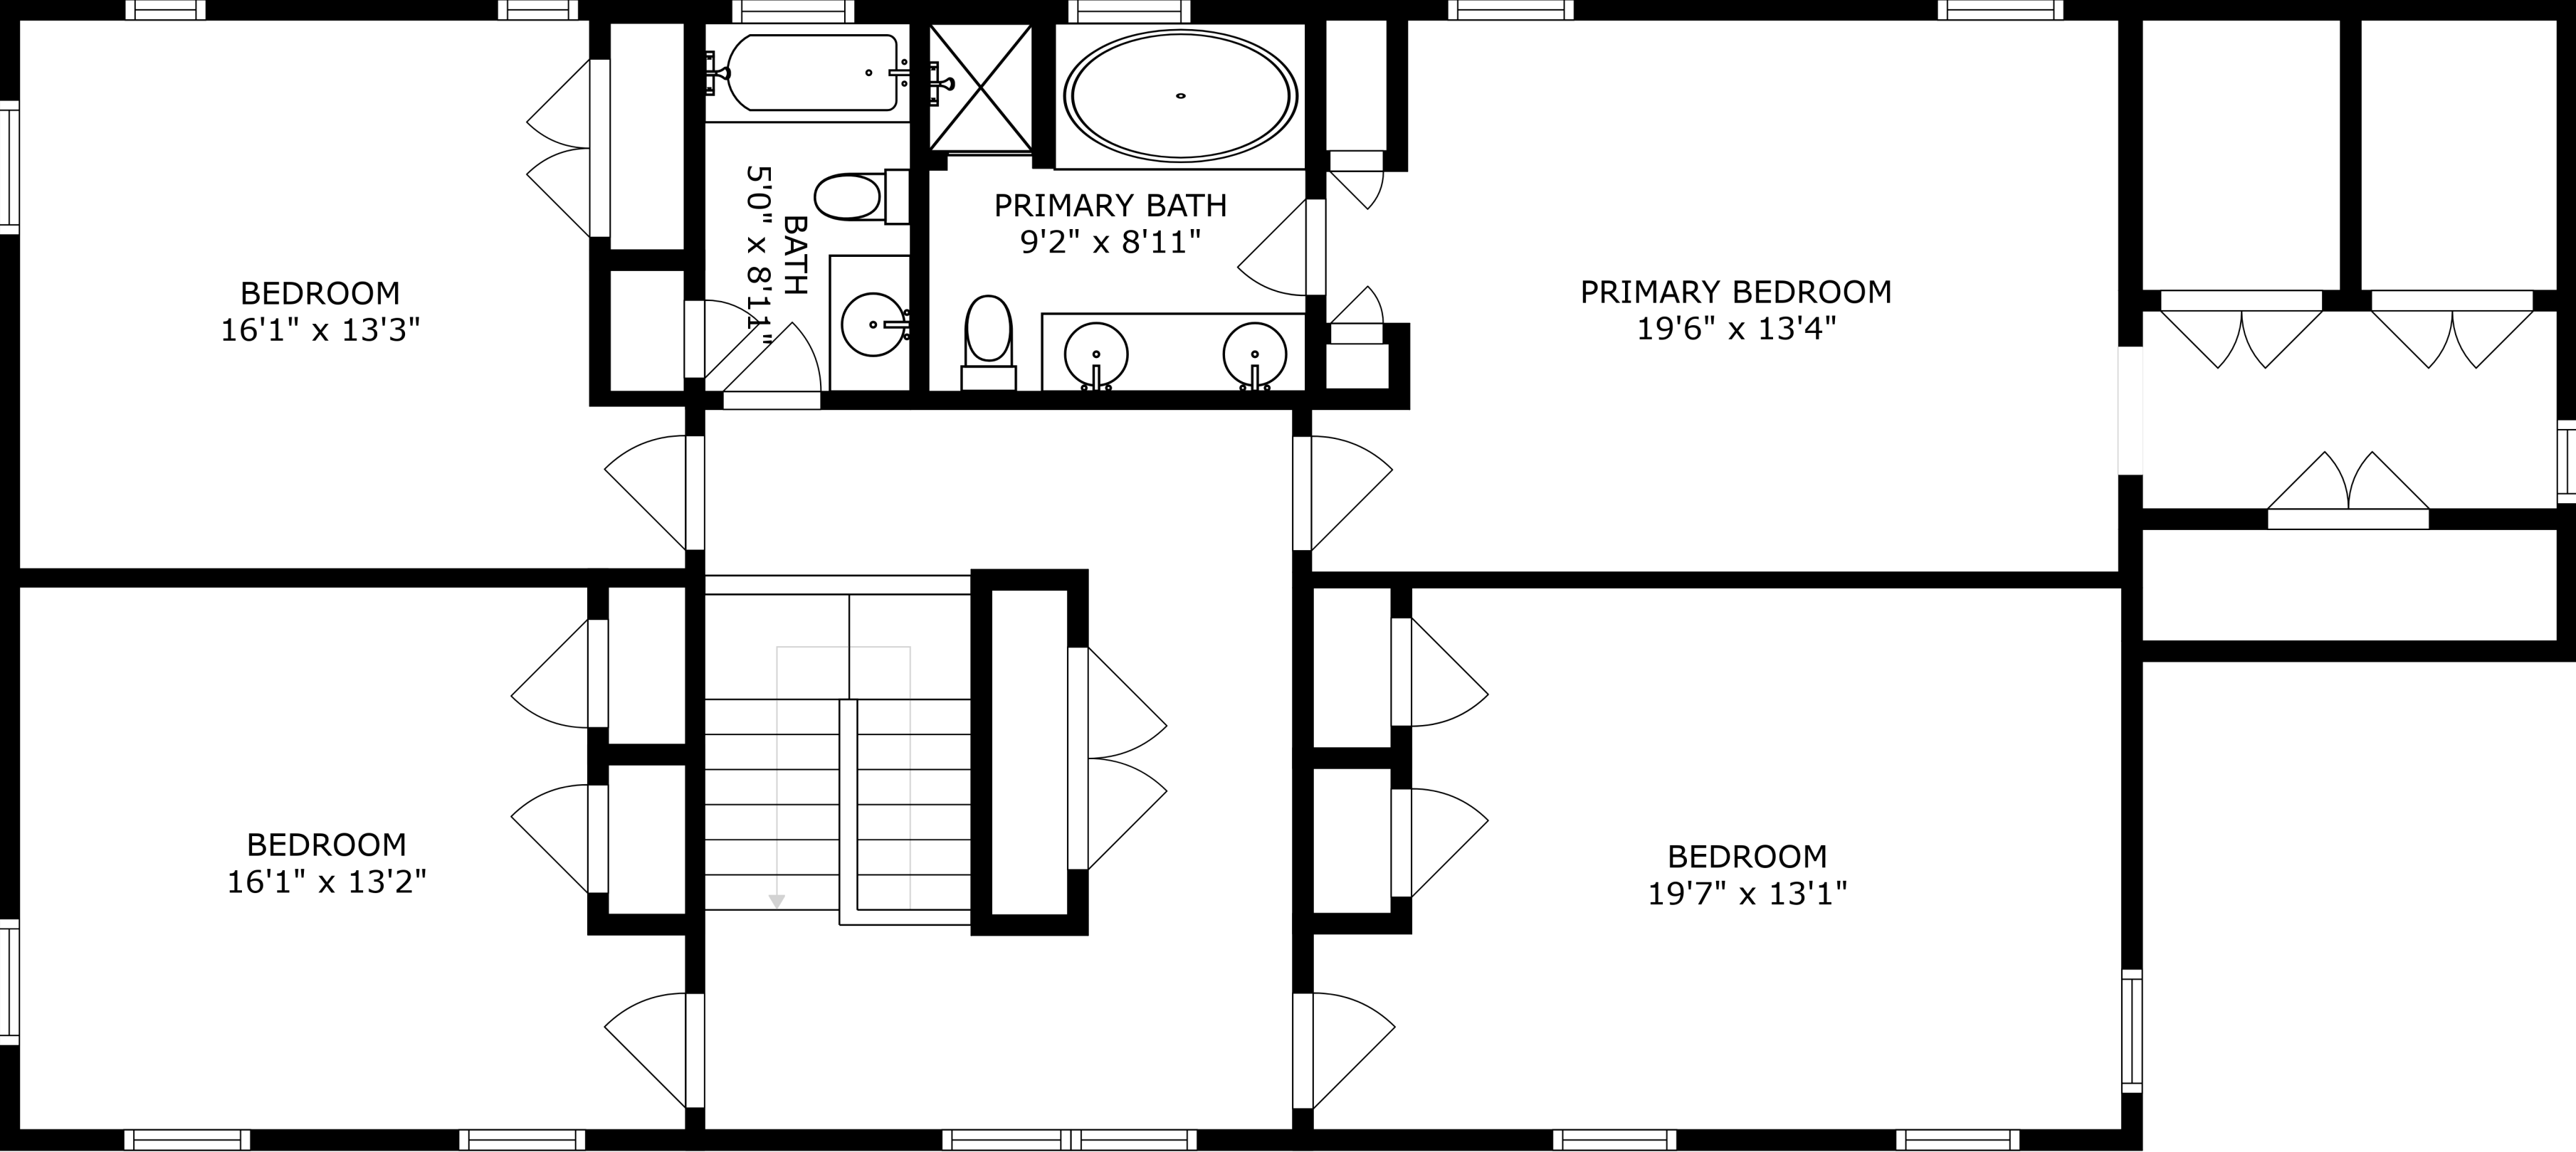 BEDROOM
16'1" x 13'3"
BATH
5'0" x 8'11"
PRIMARY BATH
9'2" x 8'11"
PRIMARY BEDROOM
19'6" x 13'4"
BEDROOM
16'1" x 13'2"
BEDROOM
19'7" x 13'1"